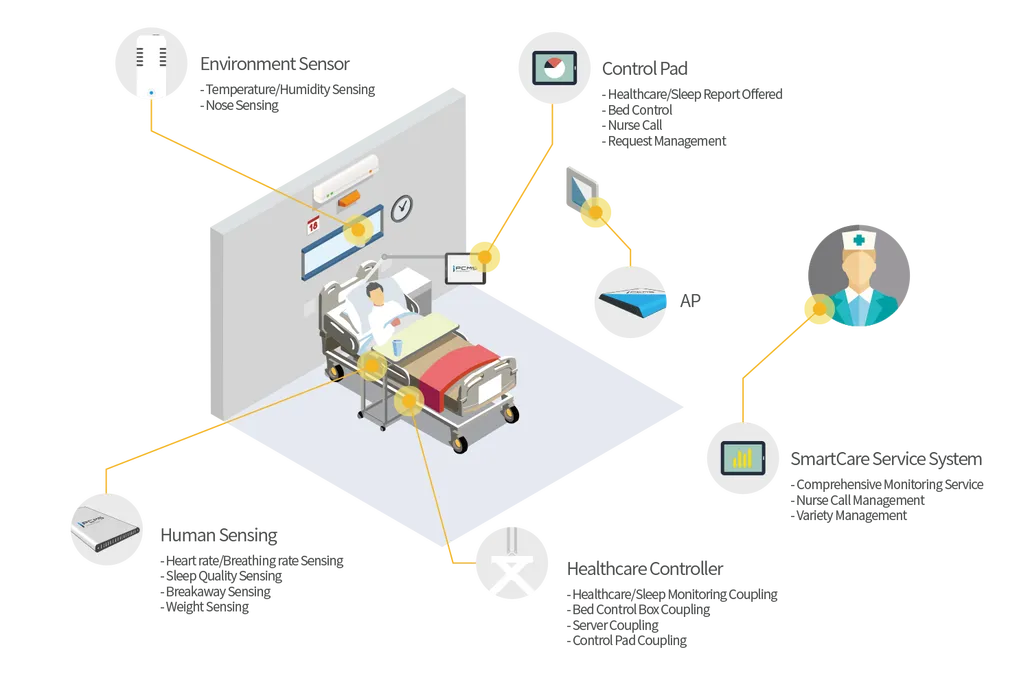 Environment Sensor
- Temperature/Humidity Sensing
- Nose Sensing
Control Pad
- Healthcare/Sleep Report Offered
- Bed Control
- Nurse Call
- Request Management
18
iPCMS
AP
SmartCare Service System
- Comprehensive Monitoring Service
- Nurse Call Management
- Variety Management
iPCMS
Human Sensing
- Heart rate/Breathing rate Sensing
- Sleep Quality Sensing
- Breakaway Sensing
- Weight Sensing
Healthcare Controller
- Healthcare/Sleep Monitoring Coupling
- Bed Control Box Coupling
- Server Coupling
- Control Pad Coupling